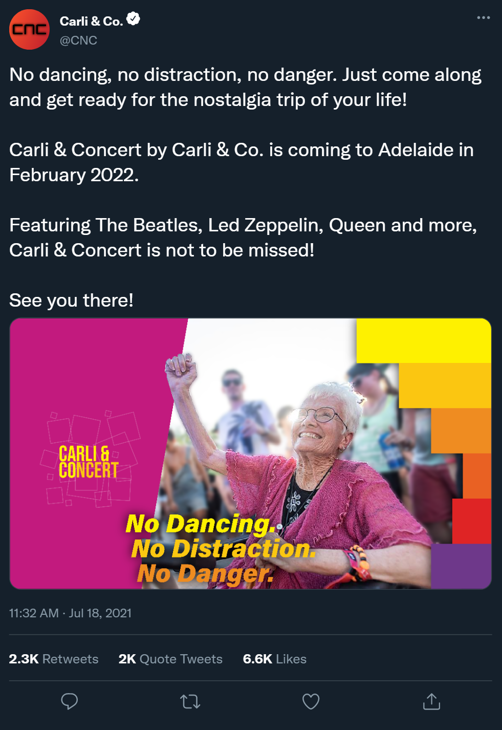 cnc
Carli & Co.
@CNC
No dancing, no distraction, no danger. Just come along
and get ready for the nostalgia trip of your life!
Carli & Concert by Carli & Co. is coming to Adelaide in
February 2022.
Featuring The Beatles, Led Zeppelin, Queen and more,
Carli & Concert is not to be missed!
See you there!
CARLI &
CONCERT
No Dancing.
No Distraction.
No Danger.
11:32 AM · Jul 18, 2021
2.3K Retweets 2K Quote Tweets 6.6K Likes